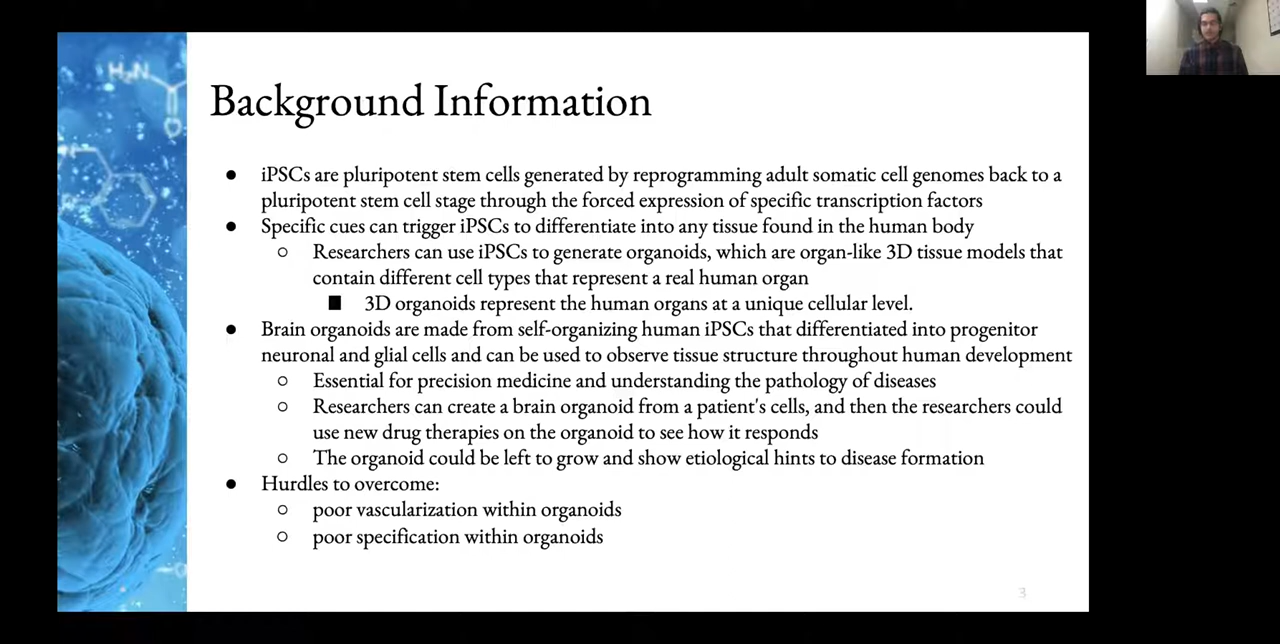 H₂N
Background Information
● iPSCs are pluripotent stem cells generated by reprogramming adult somatic cell genomes back to a
pluripotent stem cell stage through the forced expression of specific transcription factors
● Specific cues can trigger iPSCs to differentiate into any tissue found in the human body
○ Researchers can use iPSCs to generate organoids, which are organ-like 3D tissue models that
contain different cell types that represent a real human organ
■ 3D organoids represent the human organs at a unique cellular level.
● Brain organoids are made from self-organizing human iPSCs that differentiated into progenitor
neuronal and glial cells and can be used to observe tissue structure throughout human development
○ Essential for precision medicine and understanding the pathology of diseases
○ Researchers can create a brain organoid from a patient's cells, and then the researchers could
use new drug therapies on the organoid to see how it responds
○ The organoid could be left to grow and show etiological hints to disease formation
● Hurdles to overcome:
○ poor vascularization within organoids
○ poor specification within organoids
3